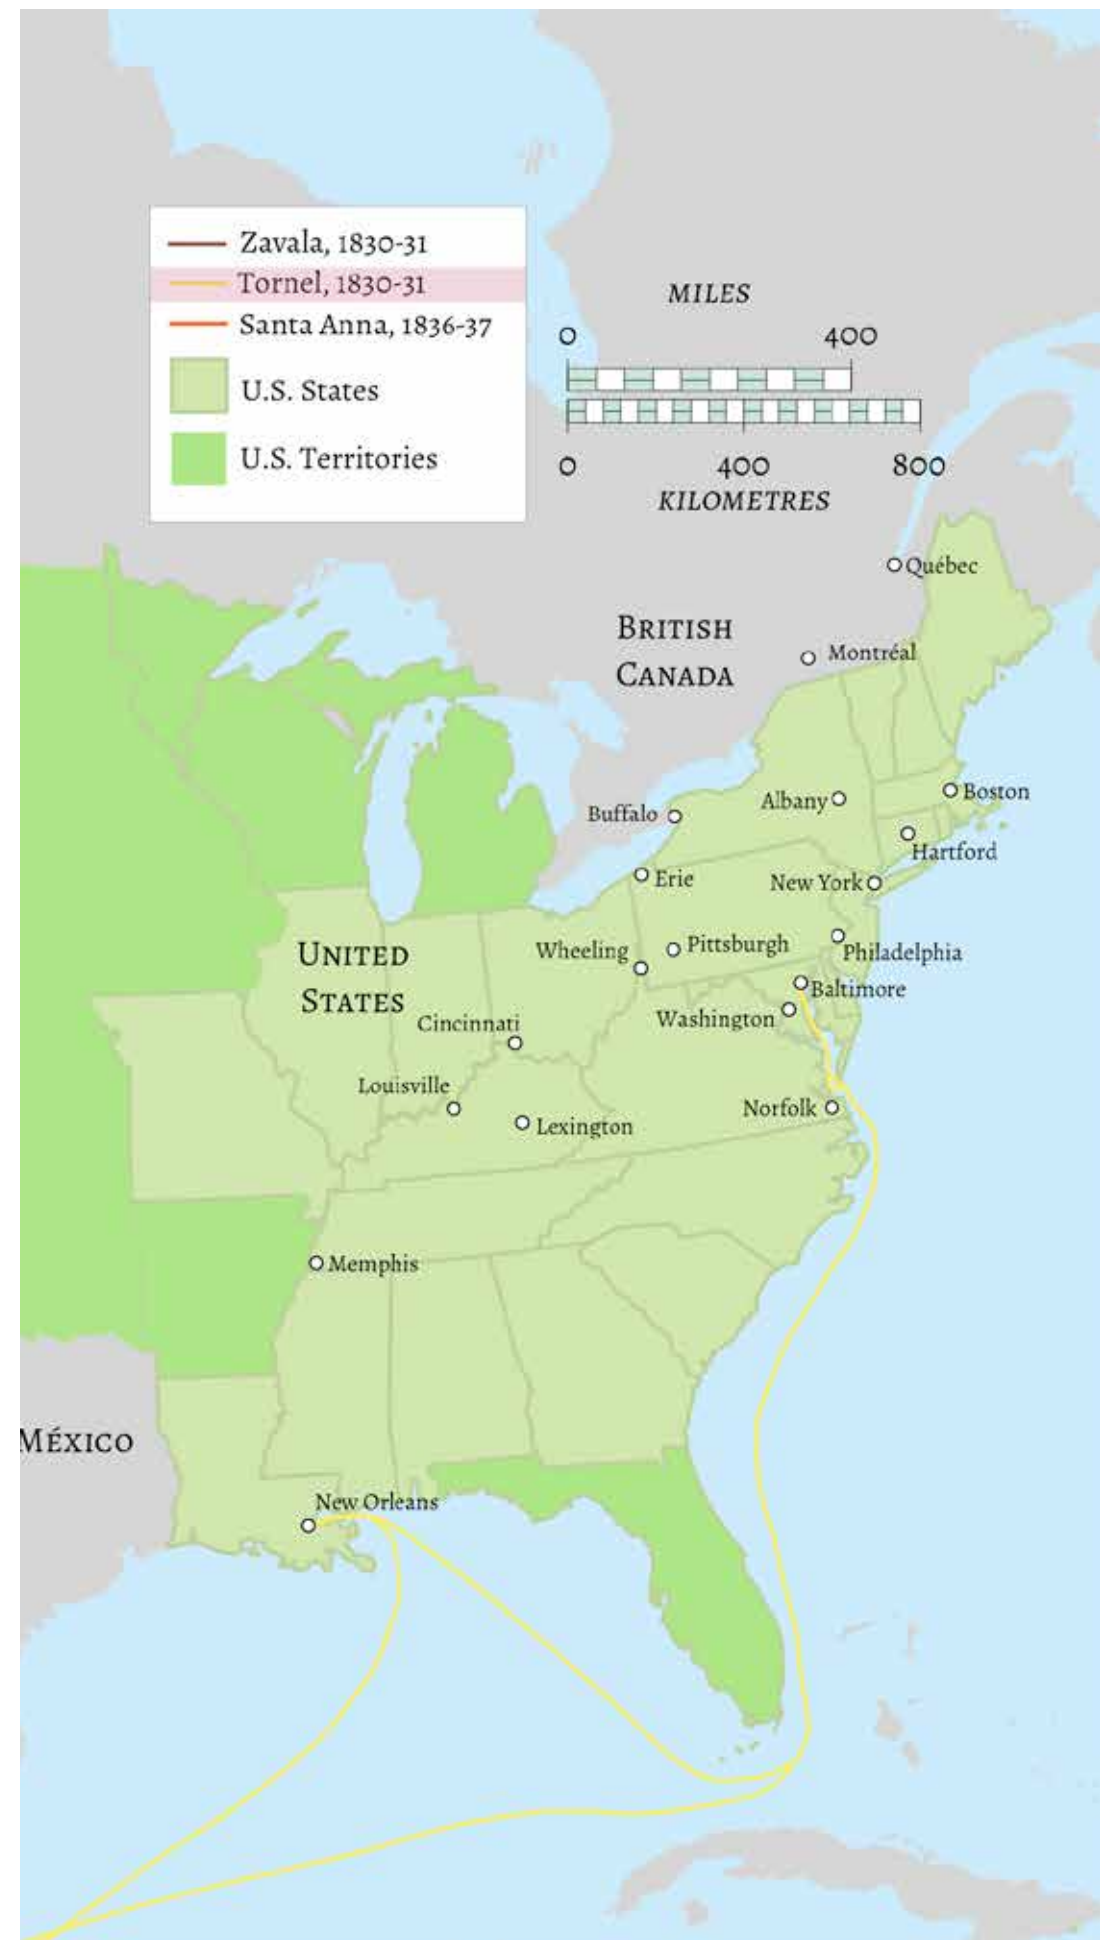 Zavala, 1830-31
Tornel, 1830-31
Santa Anna, 1836-37
U.S. States
U.S. Territories
MILES
0 400
0 400 800
KILOMETRES
Québec
BRITISH
CANADA
Montréal
Buffalo
Albany
Boston
Hartford
Erie
New York
UNITED
STATES
Wheeling
Pittsburgh
Philadelphia
Baltimore
Washington
Cincinnati
Louisville
Lexington
Norfolk
Memphis
MÉXICO
New Orleans